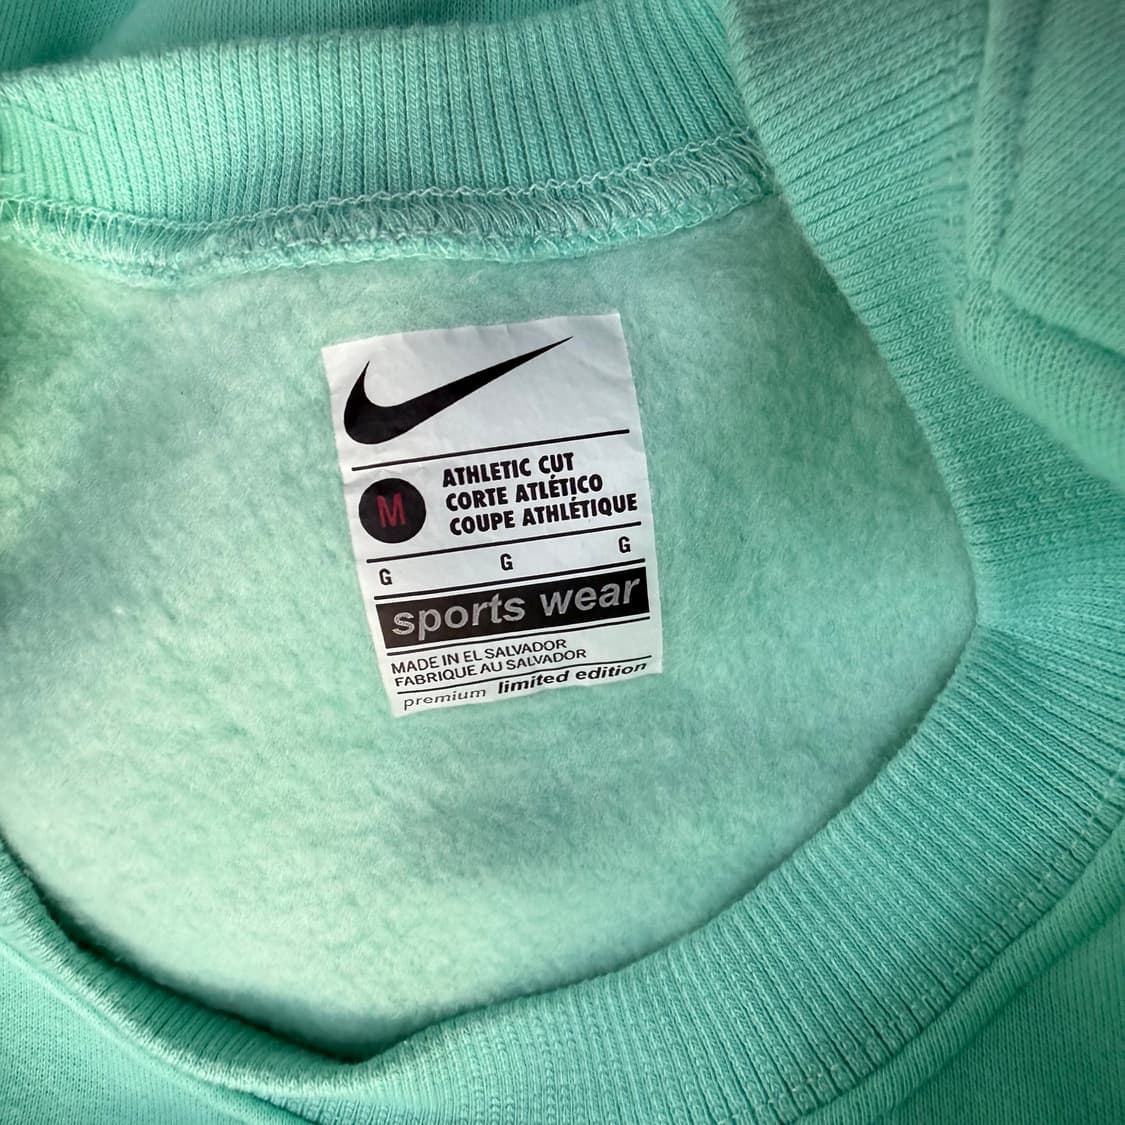 M
ATHLETIC CUT
CORTE ATLÉTICO
COUPE ATHLÉTIQUE
G G G
sports wear
MADE IN EL SALVADOR
FABRIQUE AU SALVADOR
premium limited edition